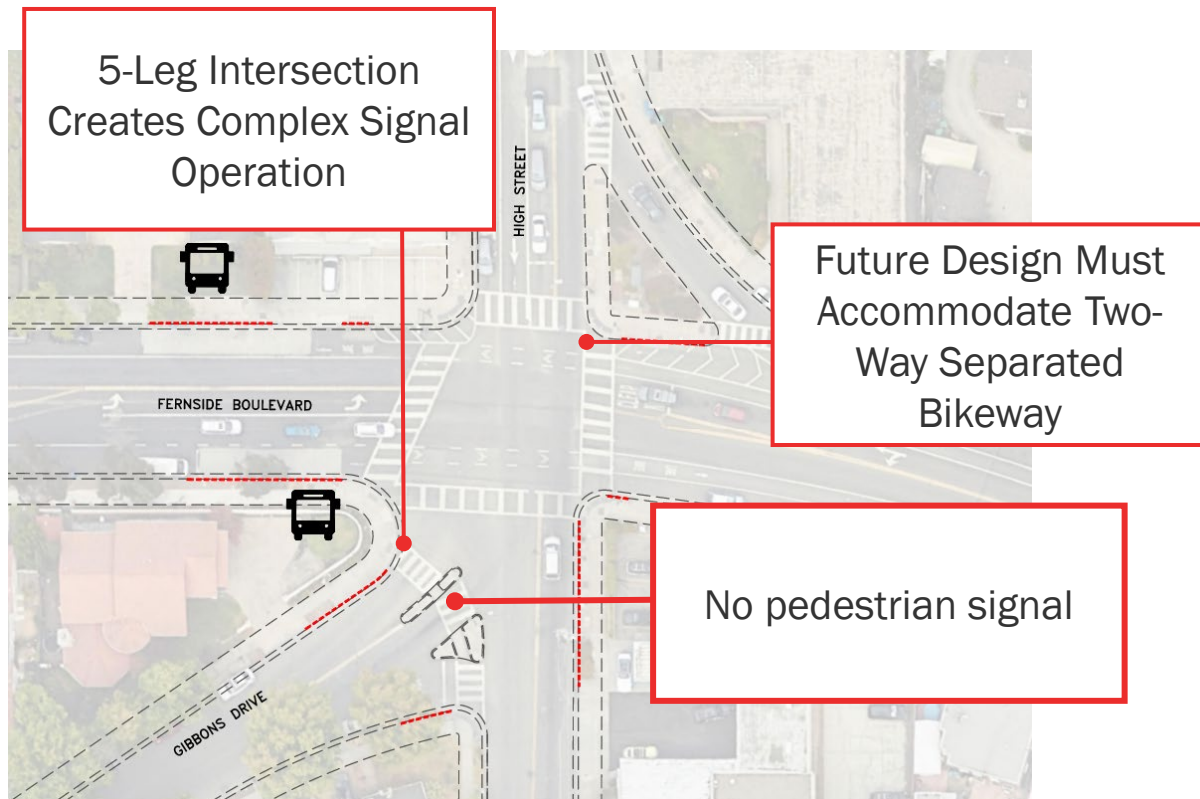 5-Leg Intersection
Creates Complex Signal
Operation
HIGH STREET
Future Design Must
Accommodate Two-
Way Separated
Bikeway
FERNSIDE BOULEVARD
No pedestrian signal
GIBBONS DRIVE